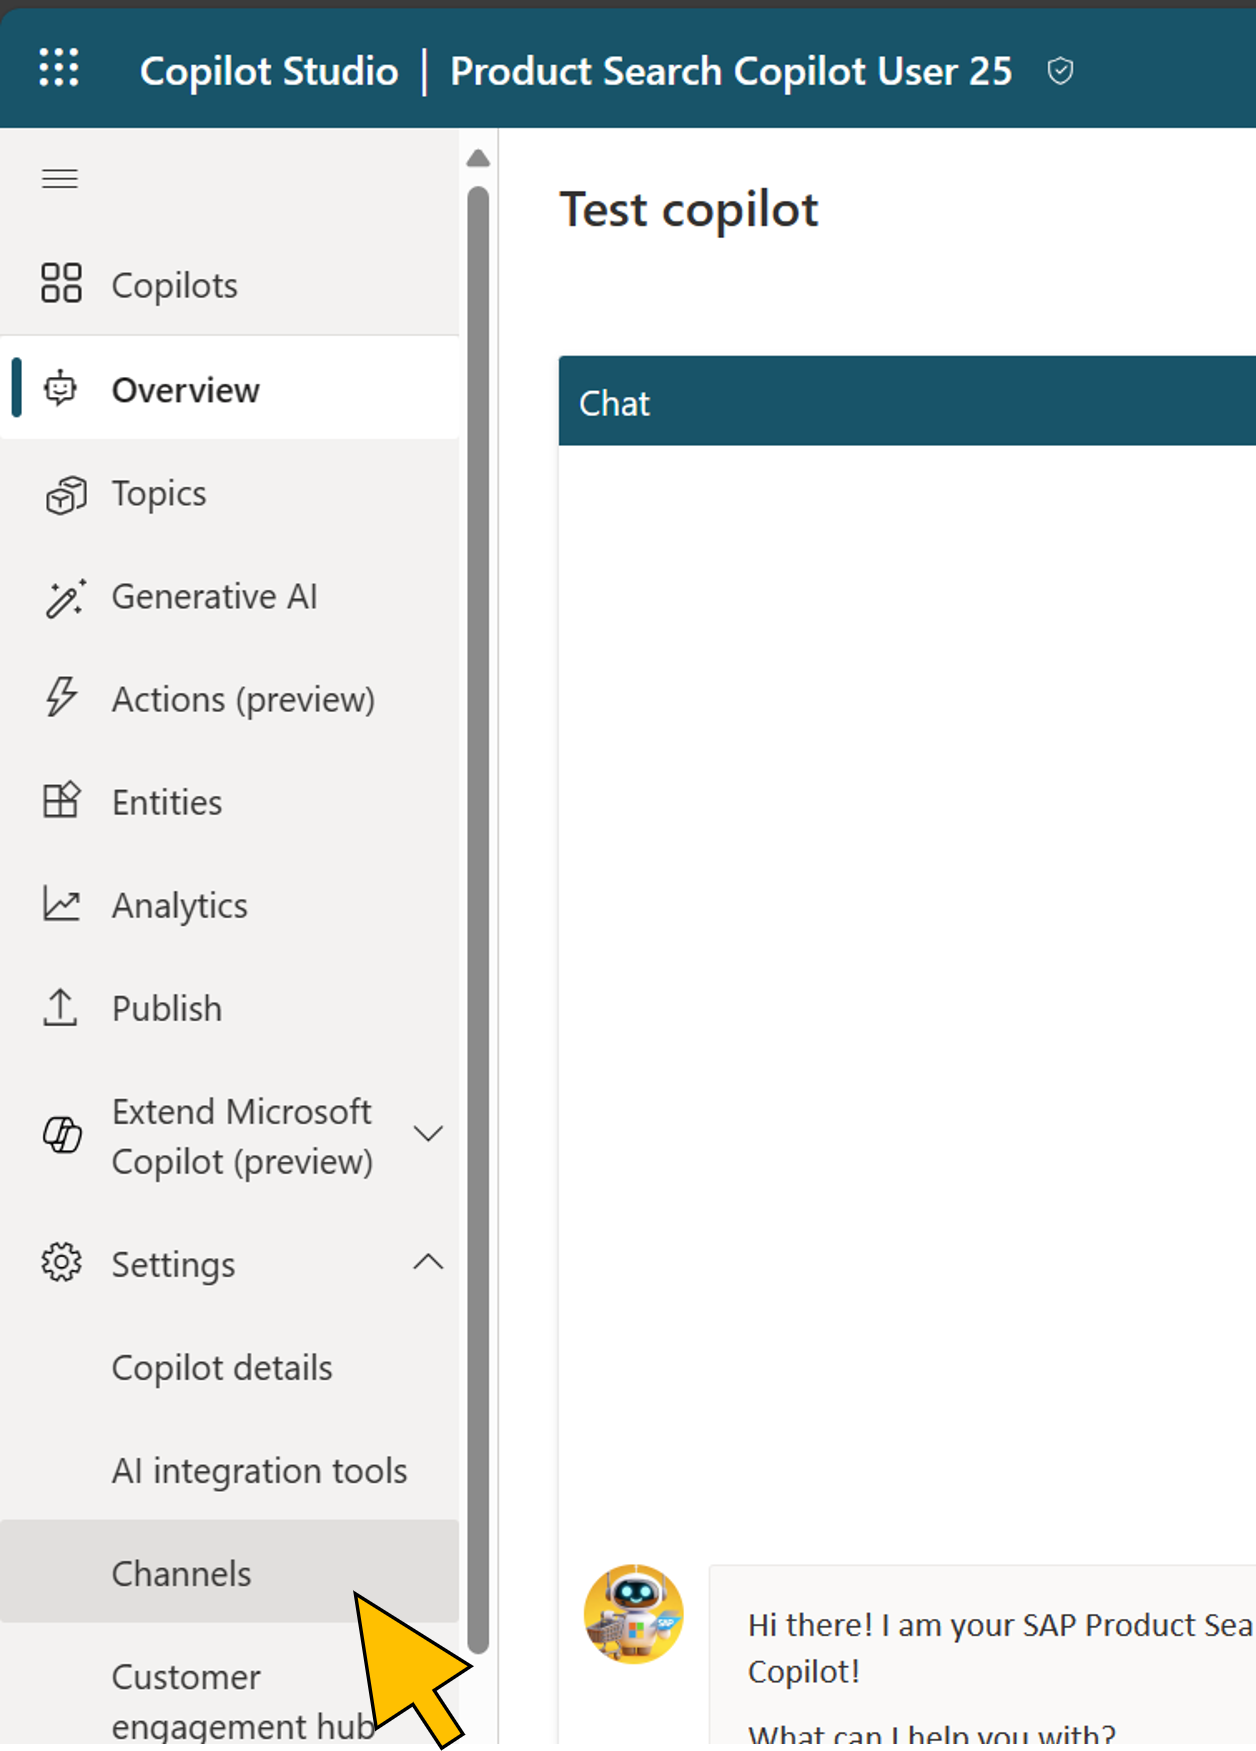 Copilot Studio | Product Search Copilot User 25
Copilots
Overview
Topics
Generative AI
Actions (preview)
Entities
Analytics
Publish
Extend Microsoft
Copilot (preview)
Settings
Copilot details
AI integration tools
Channels
Customer
engagement hub
Test copilot
Chat
SAP
Hi there! I am your SAP Product Sea
Copilot!
What can I help you with?